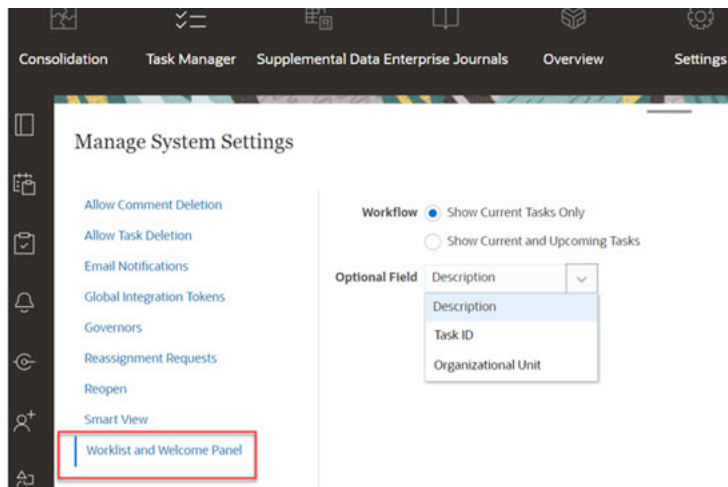 Consolidation Task Manager Supplemental Data Enterprise Journals Overview Settings
Manage System Settings
Allow Comment Deletion
Allow Task Deletion
Email Notifications
Global Integration Tokens
Governors
Reassignment Requests
Reopen
Smart View
Worklist and Welcome Panel
Workflow Show Current Tasks Only
Show Current and Upcoming Tasks
Optional Field Description
Description
Task ID
Organizational Unit